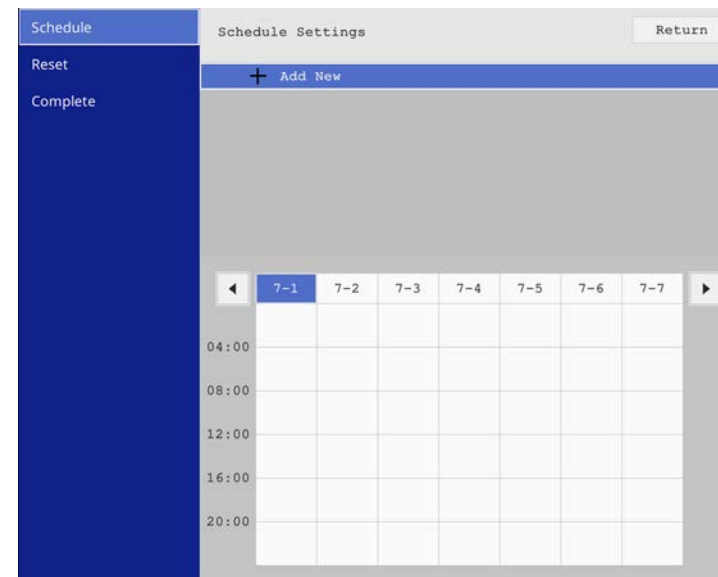 Schedule
Reset
Complete
Schedule Settings
Return
+ Add New
7-1 7-2 7-3 7-4 7-5 7-6 7-7
04:00
08:00
12:00
16:00
20:00